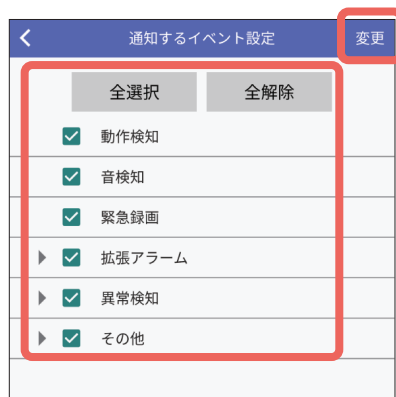 通知するイベント設定 変更
全選択 全解除
動作検知
音検知
緊急録画
拡張アラーム
異常検知
その他